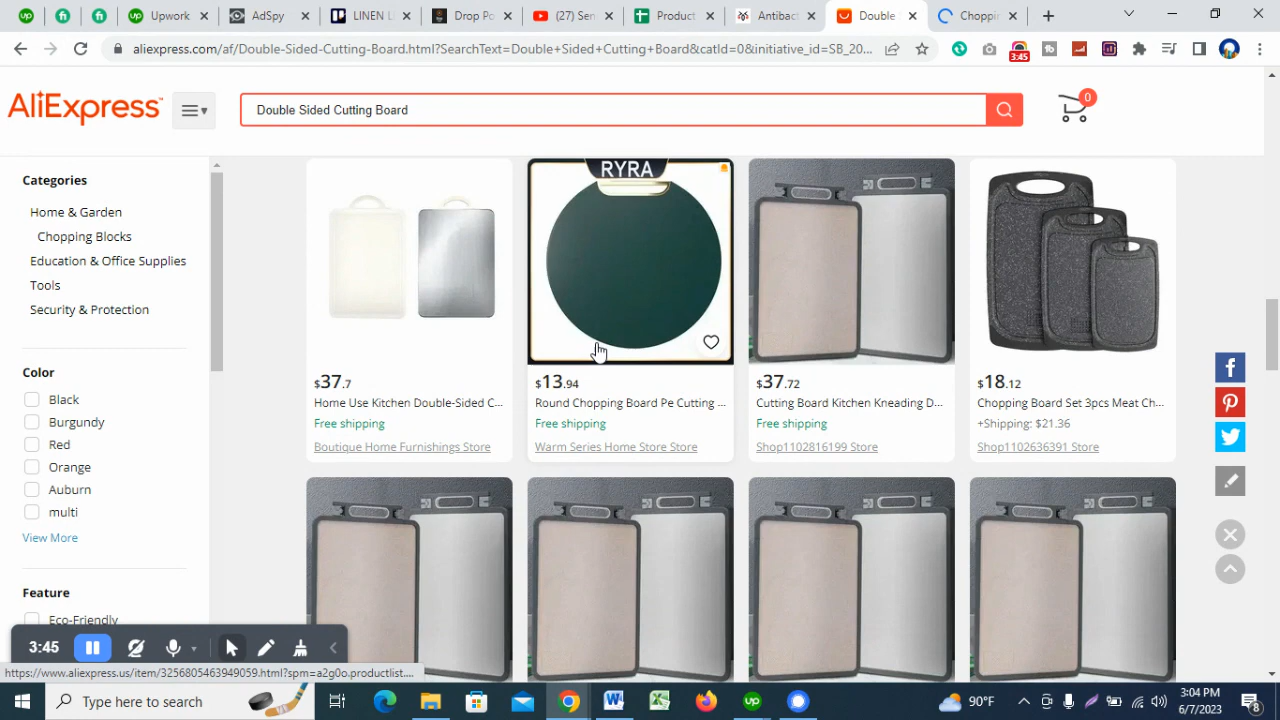 Upwork
AdSpy
LINEN L
Drop Po
(27) Sen
Product
Antibact
Double
Choppin
aliexpress.com/af/Double-Sided-Cutting-Board.html?SearchText=Double+Sided+Cutting+Board&catId=0&initiative_id=SB_20...
3:45
AliExpress
Double Sided Cutting Board
0
Categories
Home & Garden
Chopping Blocks
Education & Office Supplies
Tools
Security & Protection
Color
Black
Burgundy
Red
Orange
Auburn
multi
View More
Feature
Eco-Friendly
RYRA
$37.7
Home Use Kitchen Double-Sided C...
Free shipping
Boutique Home Furnishings Store
$13.94
Round Chopping Board Pe Cutting ...
Free shipping
Warm Series Home Store Store
$37.72
Cutting Board Kitchen Kneading D...
Free shipping
Shop1102816199 Store
$18.12
Chopping Board Set 3pcs Meat Ch...
+Shipping: $21.36
Shop1102636391 Store
3:45
https://www.aliexpress.us/item/3256805463949059.html?spm=a2g0o.productlist....
Type here to search
90°F
3:04 PM
6/7/2023
8